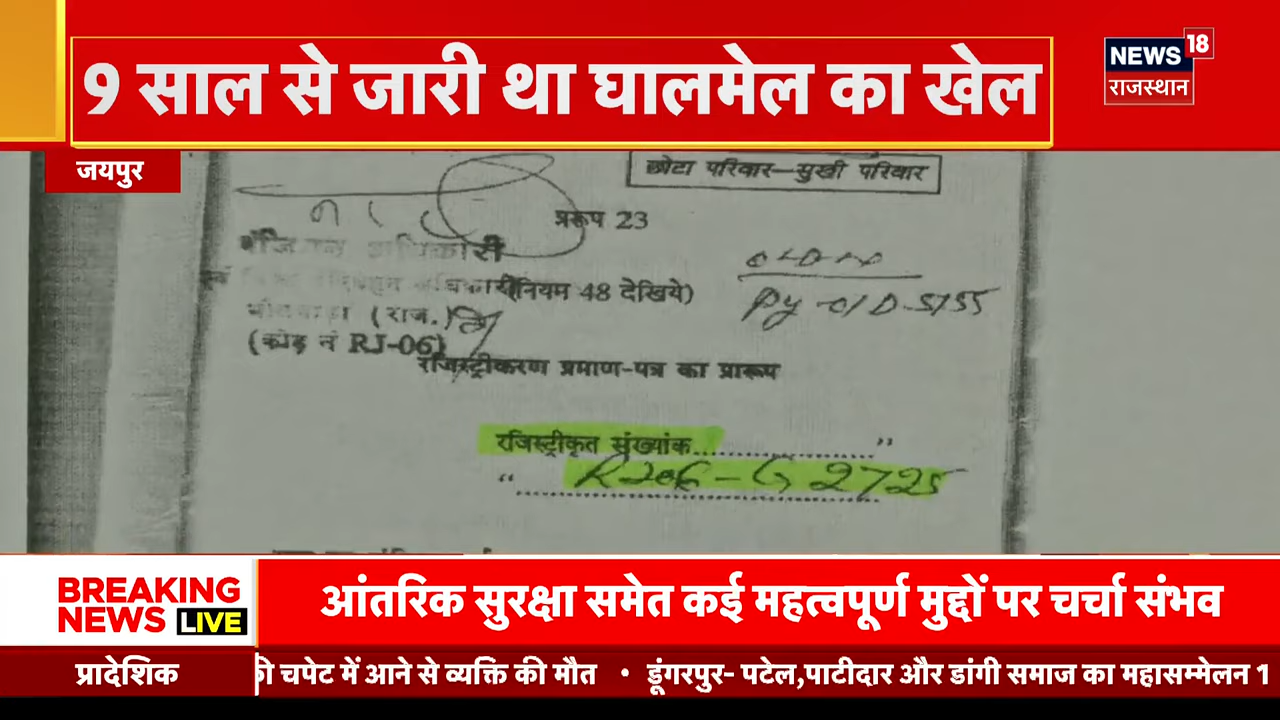 9 साल से जारी था घालमेल का खेल
NEWS 18
राजस्थान
जयपुर
छोटा परिवार—सुखी परिवार
प्ररूप 23
अधिकारी
नियम 48 देखिये)
(राज.)
(कोड नं RJ-06)
रजिस्ट्रीकरण प्रमाण-पत्र का प्रारूप
रजिस्ट्रीकृत संख्यांक....................”
“
BREAKING
NEWS LIVE
आंतरिक सुरक्षा समेत कई महत्वपूर्ण मुद्दों पर चर्चा संभव
प्रादेशिक
की चपेट में आने से व्यक्ति की मौत • डूंगरपुर- पटेल,पाटीदार और डांगी समाज का महासम्मेलन 1